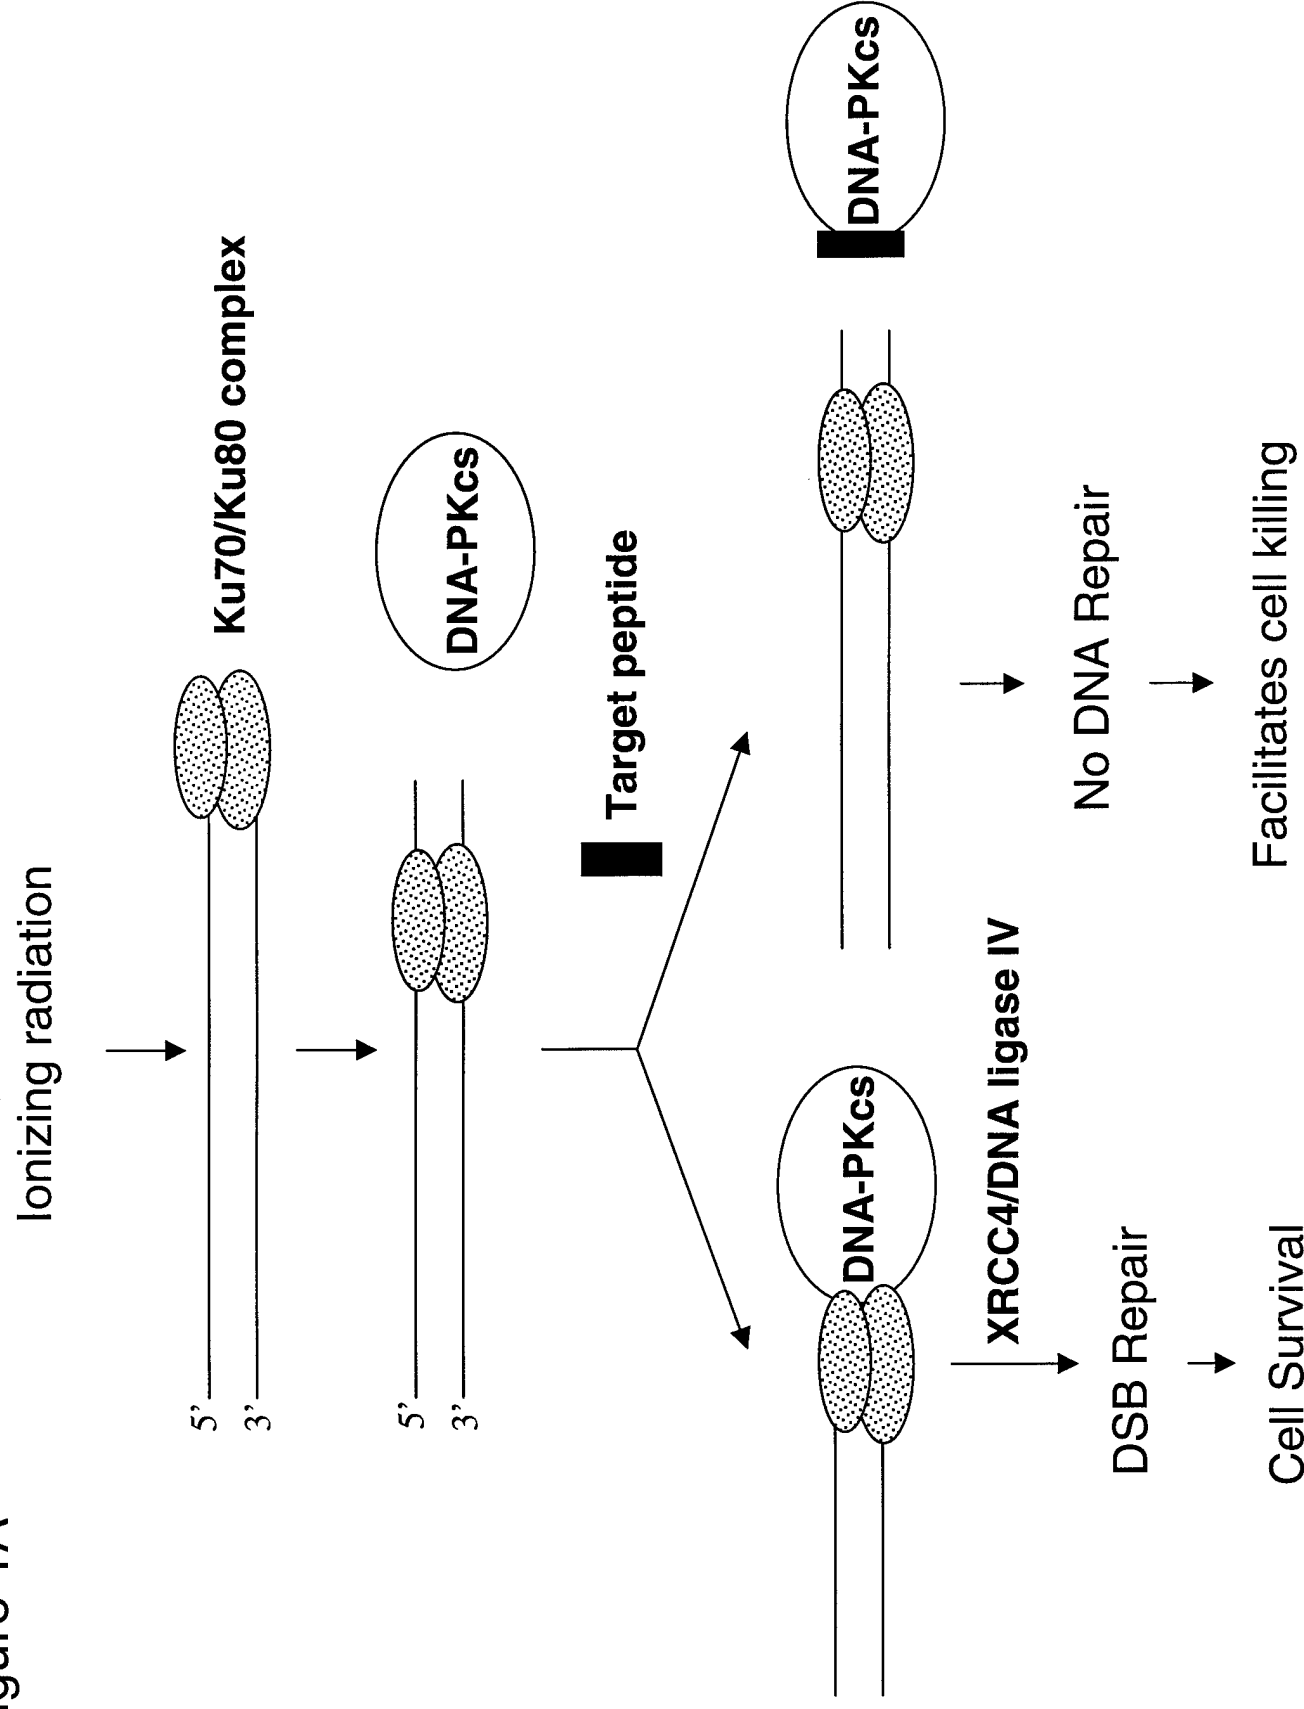 Ionizing radiation
5'
3'
Ku70/Ku80 complex
5'
3'
DNA-PKcs
Target peptide
DNA-PKcs
DNA-PKcs
XRCC4/DNA ligase IV
DSB Repair
Cell Survival
No DNA Repair
Facilitates cell killing